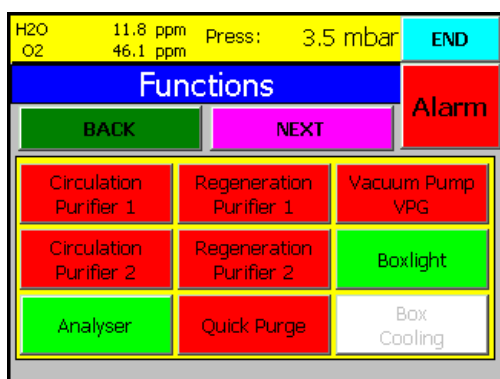 H2O 11.8 ppm Press: 3.5 mbar END
O2 46.1 ppm
Functions
Alarm
BACK NEXT
Circulation Regeneration Vacuum Pump
Purifier 1 Purifier 1 VPG
Circulation Regeneration Boxlight
Purifier 2 Purifier 2
Analyser Quick Purge Box
Cooling